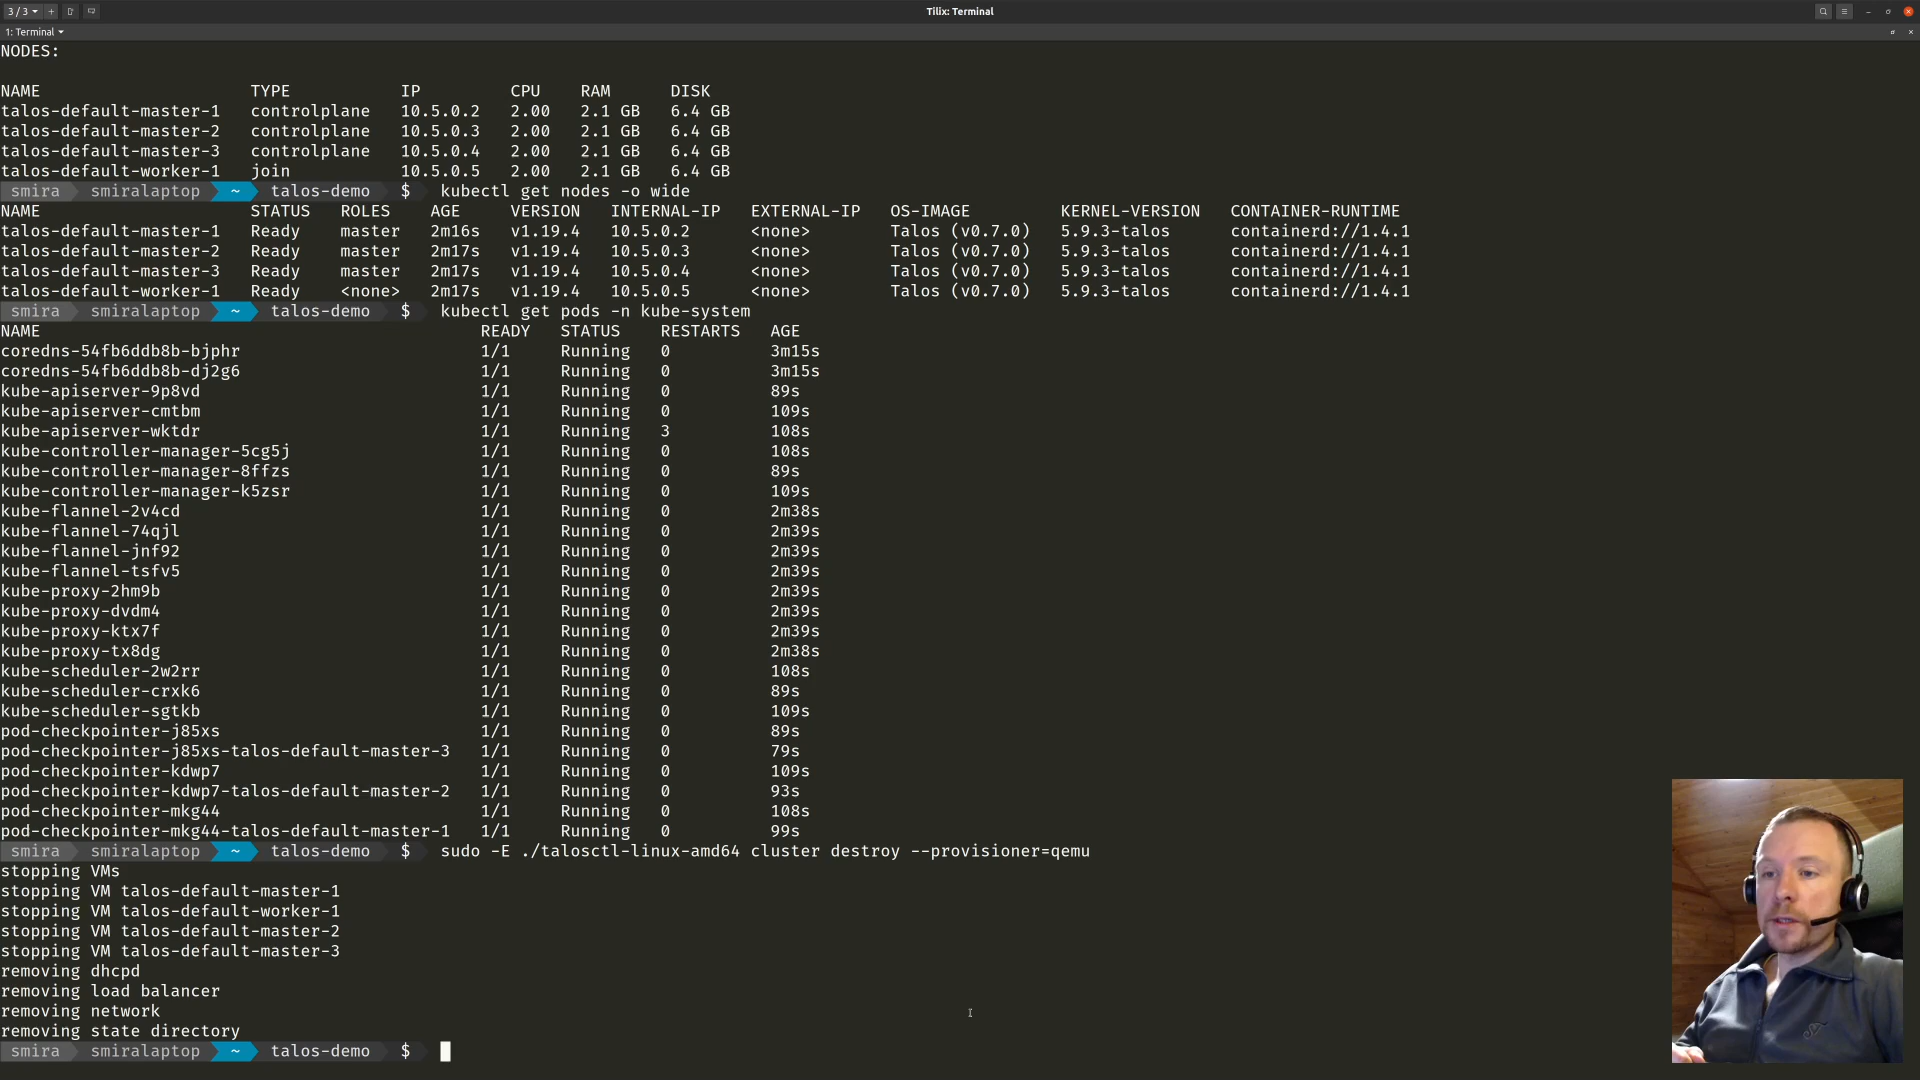 3 / 3
Tilix: Terminal
1: Terminal
NODES:
NAME TYPE IP CPU RAM DISK
talos-default-master-1 controlplane 10.5.0.2 2.00 2.1 GB 6.4 GB
talos-default-master-2 controlplane 10.5.0.3 2.00 2.1 GB 6.4 GB
talos-default-master-3 controlplane 10.5.0.4 2.00 2.1 GB 6.4 GB
talos-default-worker-1 join 10.5.0.5 2.00 2.1 GB 6.4 GB
smira smiralaptop ~ talos-demo $ kubectl get nodes -o wide
NAME STATUS ROLES AGE VERSION INTERNAL-IP EXTERNAL-IP OS-IMAGE KERNEL-VERSION CONTAINER-RUNTIME
talos-default-master-1 Ready master 2m16s v1.19.4 10.5.0.2 <none> Talos (v0.7.0) 5.9.3-talos containerd://1.4.1
talos-default-master-2 Ready master 2m17s v1.19.4 10.5.0.3 <none> Talos (v0.7.0) 5.9.3-talos containerd://1.4.1
talos-default-master-3 Ready master 2m17s v1.19.4 10.5.0.4 <none> Talos (v0.7.0) 5.9.3-talos containerd://1.4.1
talos-default-worker-1 Ready <none> 2m17s v1.19.4 10.5.0.5 <none> Talos (v0.7.0) 5.9.3-talos containerd://1.4.1
smira smiralaptop ~ talos-demo $ kubectl get pods -n kube-system
NAME READY STATUS RESTARTS AGE
coredns-54fb6ddb8b-bjphr 1/1 Running 0 3m15s
coredns-54fb6ddb8b-dj2g6 1/1 Running 0 3m15s
kube-apiserver-9p8vd 1/1 Running 0 89s
kube-apiserver-cmtbm 1/1 Running 0 109s
kube-apiserver-wktdr 1/1 Running 3 108s
kube-controller-manager-5cg5j 1/1 Running 0 108s
kube-controller-manager-8ffzs 1/1 Running 0 89s
kube-controller-manager-k5zsr 1/1 Running 0 109s
kube-flannel-2v4cd 1/1 Running 0 2m38s
kube-flannel-74qjl 1/1 Running 0 2m39s
kube-flannel-jnf92 1/1 Running 0 2m39s
kube-flannel-tsfv5 1/1 Running 0 2m39s
kube-proxy-2hm9b 1/1 Running 0 2m39s
kube-proxy-dvdm4 1/1 Running 0 2m39s
kube-proxy-ktx7f 1/1 Running 0 2m39s
kube-proxy-tx8dg 1/1 Running 0 2m38s
kube-scheduler-2w2rr 1/1 Running 0 108s
kube-scheduler-crxk6 1/1 Running 0 89s
kube-scheduler-sgtkb 1/1 Running 0 109s
pod-checkpointer-j85xs 1/1 Running 0 89s
pod-checkpointer-j85xs-talos-default-master-3 1/1 Running 0 79s
pod-checkpointer-kdwp7 1/1 Running 0 109s
pod-checkpointer-kdwp7-talos-default-master-2 1/1 Running 0 93s
pod-checkpointer-mkg44 1/1 Running 0 108s
pod-checkpointer-mkg44-talos-default-master-1 1/1 Running 0 99s
smira smiralaptop ~ talos-demo $ sudo -E ./talosctl-linux-amd64 cluster destroy --provisioner=qemu
stopping VMs
stopping VM talos-default-master-1
stopping VM talos-default-worker-1
stopping VM talos-default-master-2
stopping VM talos-default-master-3
removing dhcpd
removing load balancer
removing network
removing state directory
smira smiralaptop ~ talos-demo $